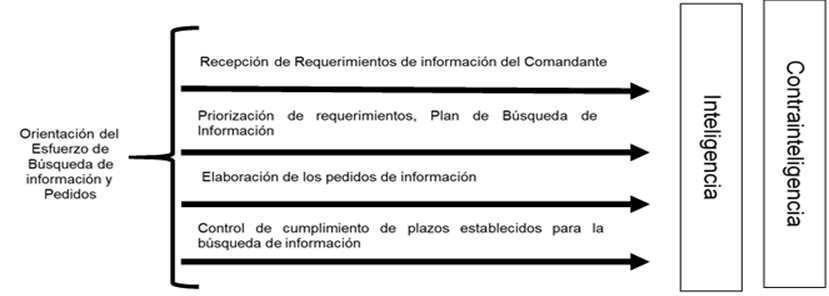 Orientación del
Esfuerzo de
Búsqueda de
información y
Pedidos
Recepción de Requerimientos de información del Comandante
Priorización de requerimientos, Plan de Búsqueda de
Información
Elaboración de los pedidos de información
Control de cumplimiento de plazos establecidos para la
búsqueda de información
Inteligencia
Contrainteligencia